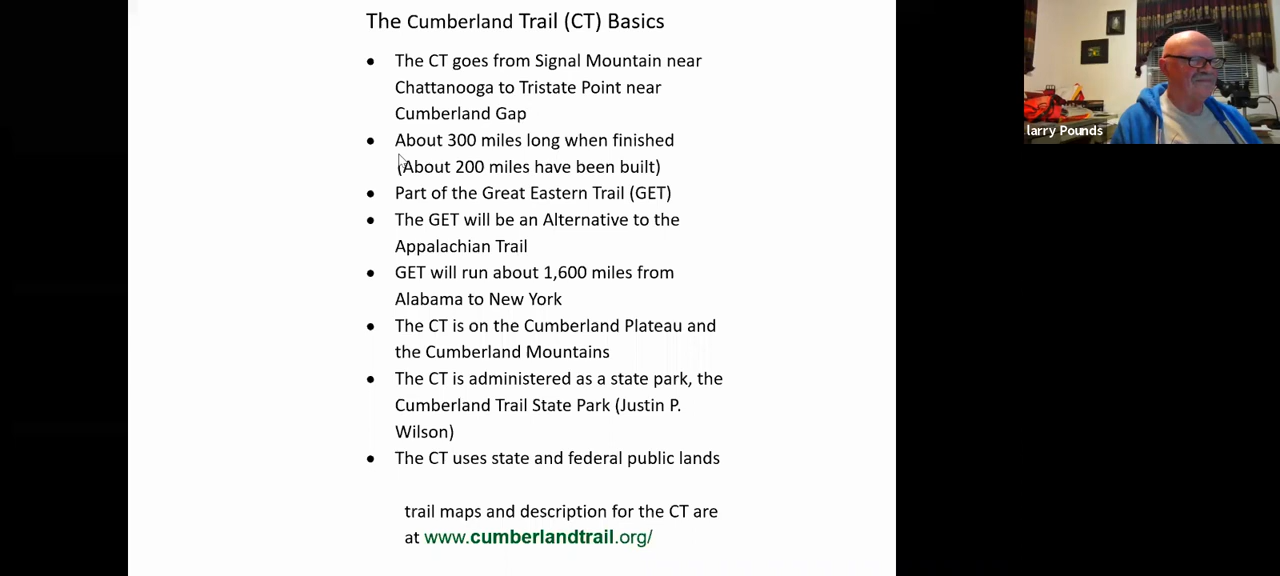 The Cumberland Trail (CT) Basics
• The CT goes from Signal Mountain near
Chattanooga to Tristate Point near
Cumberland Gap
• About 300 miles long when finished
(About 200 miles have been built)
• Part of the Great Eastern Trail (GET)
• The GET will be an Alternative to the
Appalachian Trail
• GET will run about 1,600 miles from
Alabama to New York
• The CT is on the Cumberland Plateau and
the Cumberland Mountains
• The CT is administered as a state park, the
Cumberland Trail State Park (Justin P.
Wilson)
• The CT uses state and federal public lands
trail maps and description for the CT are
at www.cumberlandtrail.org/
larry Pounds